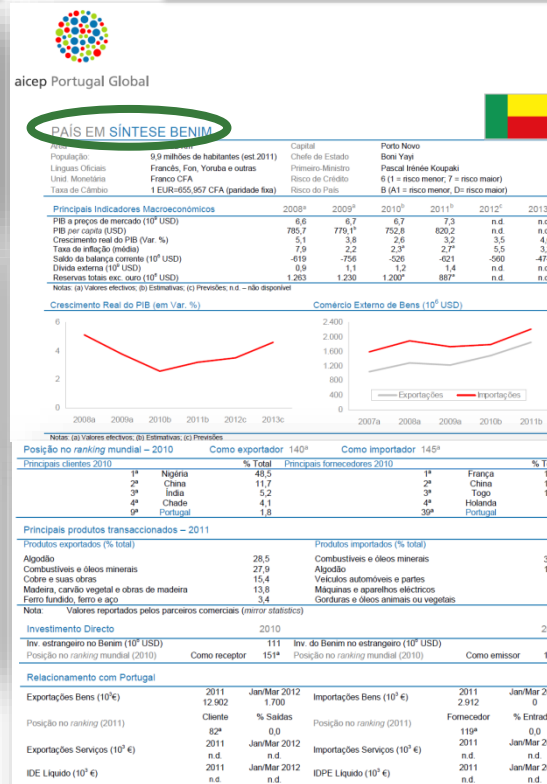 aicep Portugal Global
PAÍS EM SÍNTESE BENIM
População: 9,9 milhões de habitantes (est.2011) Chefe de Estado Boni Yayi
Capital Porto Novo
Línguas Oficiais Francês, Fon, Yoruba e outras Primeiro-Ministro Pascal Irénée Koupaki
Unid. Monetária Franco CFA Risco de Crédito 6 (1 = risco menor; 7 = risco maior)
Taxa de Câmbio 1 EUR=655,957 CFA (paridade fixa) Risco do País B (A1 = risco menor, D= risco maior)
Principais Indicadores Macroeconómicos 2008ª 2009ª 2010ᵇ 2011ᵇ 2012ᶜ 2013
PIB a preços de mercado (10⁶ USD) 6,6 6,7 6,7 7,3 n.d. n.d.
PIB per capita (USD) 785,7 779,1ᵇ 752,8 820,2 n.d. n.d.
Crescimento real do PIB (Var. %) 5,1 3,8 2,6 3,2 3,5
Taxa de inflação (média) 7,9 2,2 2,3ª 2,7ª 5,5
Saldo da balança corrente (10⁶ USD) -619 -756 -526 -621 -560
Dívida externa (10⁶ USD) 0,9 1,1 1,2 1,4 n.d.
Reservas totais exc. ouro (10⁶ USD) 1.263 1.230 1.200ª 887ª n.d.
Notas: (a) Valores efectivos; (b) Estimativas; (c) Previsões; n.d. – não disponível
Crescimento Real do PIB (em Var. %) Comércio Externo de Bens (10⁶ USD)
6
4
2
0
2008a 2009a 2010b 2011b 2012c 2013c
2.400
2.000
1.600
1.200
800
400
0
Exportações Importações
2007a 2008a 2009a 2010b 2011b
Notas: (a) Valores efectivos; (b) Estimativas; (c) Previsões
Posição no ranking mundial – 2010 Como exportador 140ª Como importador 145ª
Principais clientes 2010 % Total Principais fornecedores 2010
1ª Nigéria 48,5 1ª França
2ª China 11,7 2ª China
3ª Índia 5,2 3ª Togo
4ª Chade 4,1 4ª Holanda
9ª Portugal 1,8 39ª Portugal
Principais produtos transaccionados – 2011
Produtos exportados (% total) Produtos importados (% total)
Algodão 28,5 Combustíveis e óleos minerais
Combustíveis e óleos minerais 27,9 Algodão
Cobre e suas obras 15,4 Veículos automóveis e partes
Madeira, carvão vegetal e obras de madeira 13,8 Máquinas e aparelhos eléctricos
Ferro fundido, ferro e aço 3,4 Gorduras e óleos animais ou vegetais
Nota: Valores reportados pelos parceiros comerciais (mirror statistics)
Investimento Directo 2010
Inv. estrangeiro no Benim (10⁶ USD) 111 Inv. do Benim no estrangeiro (10⁶ USD)
Posição no ranking mundial (2010) Como receptor 151ª Posição no ranking mundial (2010) Como emissor
Relacionamento com Portugal
2011 Jan/Mar 2012 2011
Exportações Bens (10³€) 12.902 1.700 Importações Bens (10³ €) 2.912 0
Cliente % Saídas Fornecedor
Posição no ranking (2011) 82ª 0,0 Posição no ranking (2011) 119ª 0,0
2011 Jan/Mar 2012 2011
Exportações Serviços (10³ €) n.d. n.d. Importações Serviços (10³ €) n.d. n.d.
2011 Jan/Mar 2012 2011
IDE Líquido (10³ €) n.d. n.d. IDPE Líquido (10³ €) n.d. n.d.